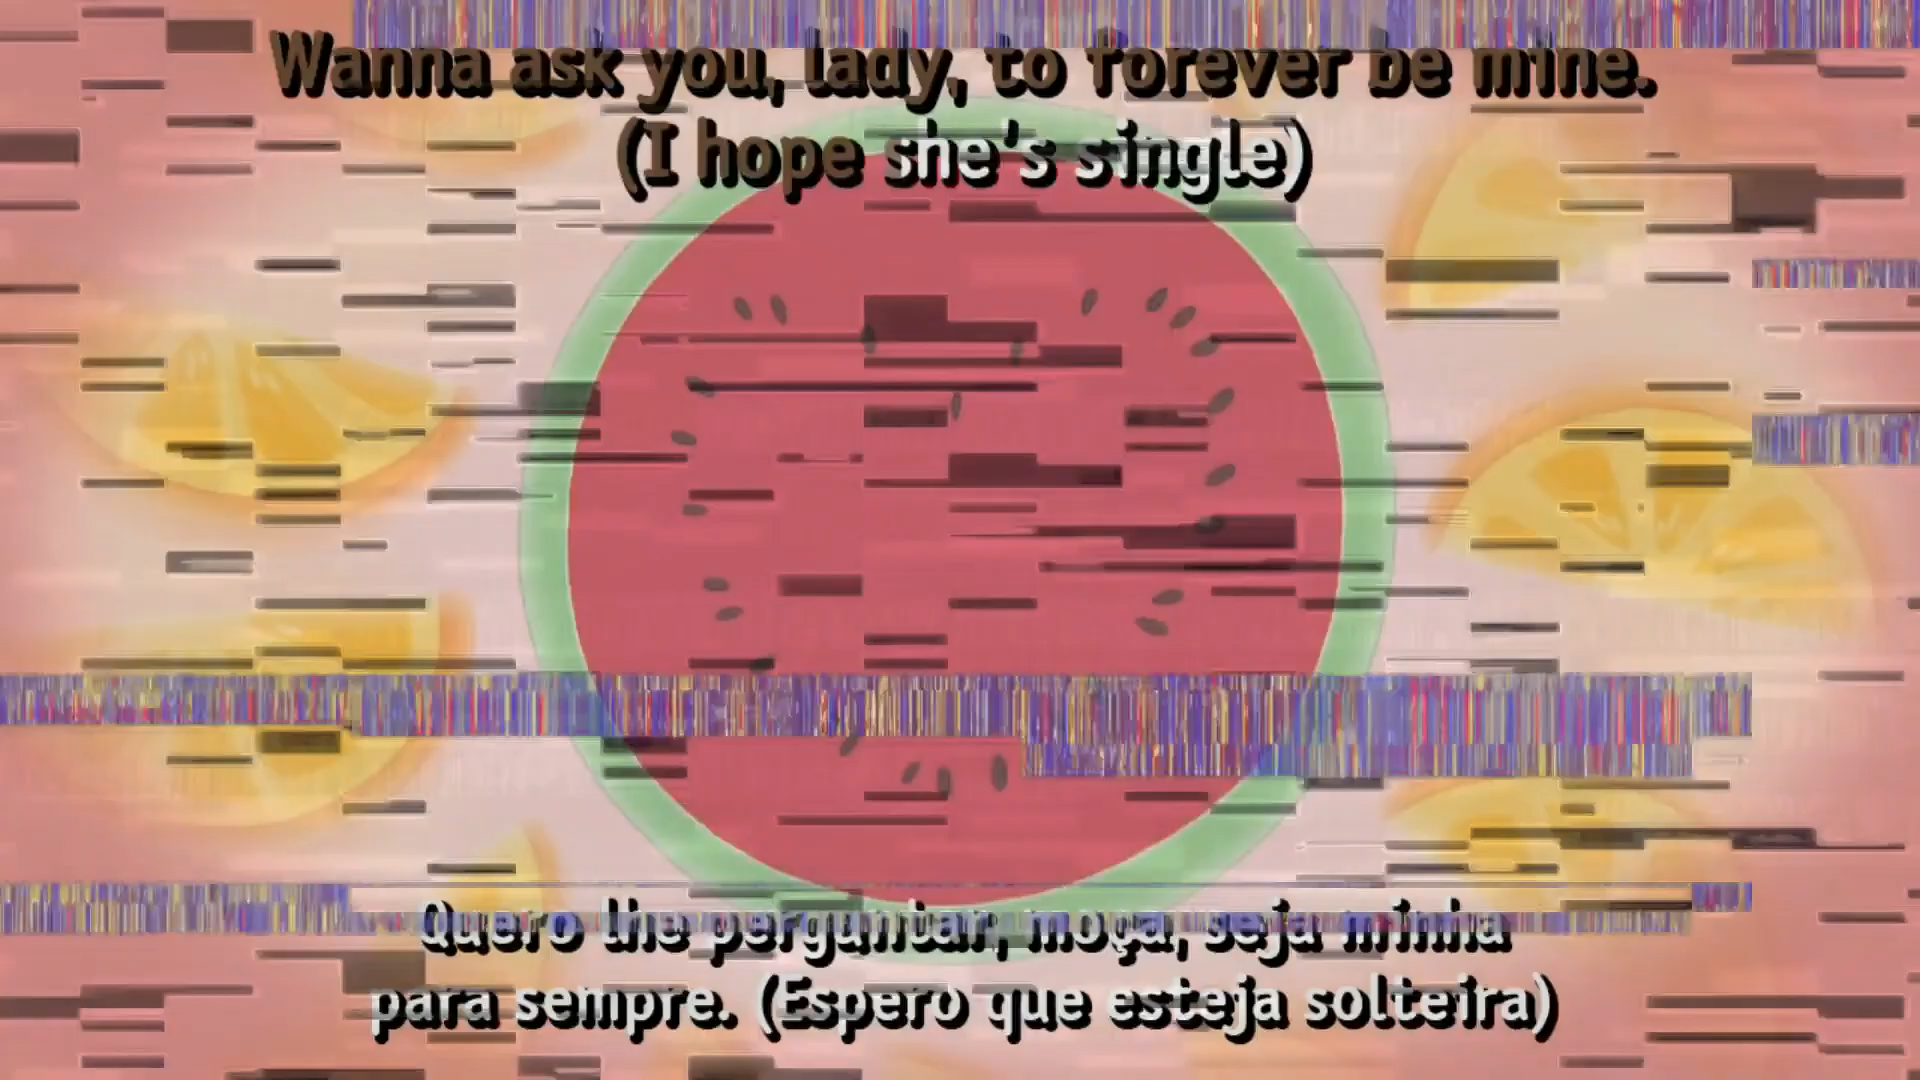 Wanna ask you, lady, to forever be mine.
(I hope she's single)
Quero lhe perguntar, moça, seja minha
para sempre. (Espero que esteja solteira)